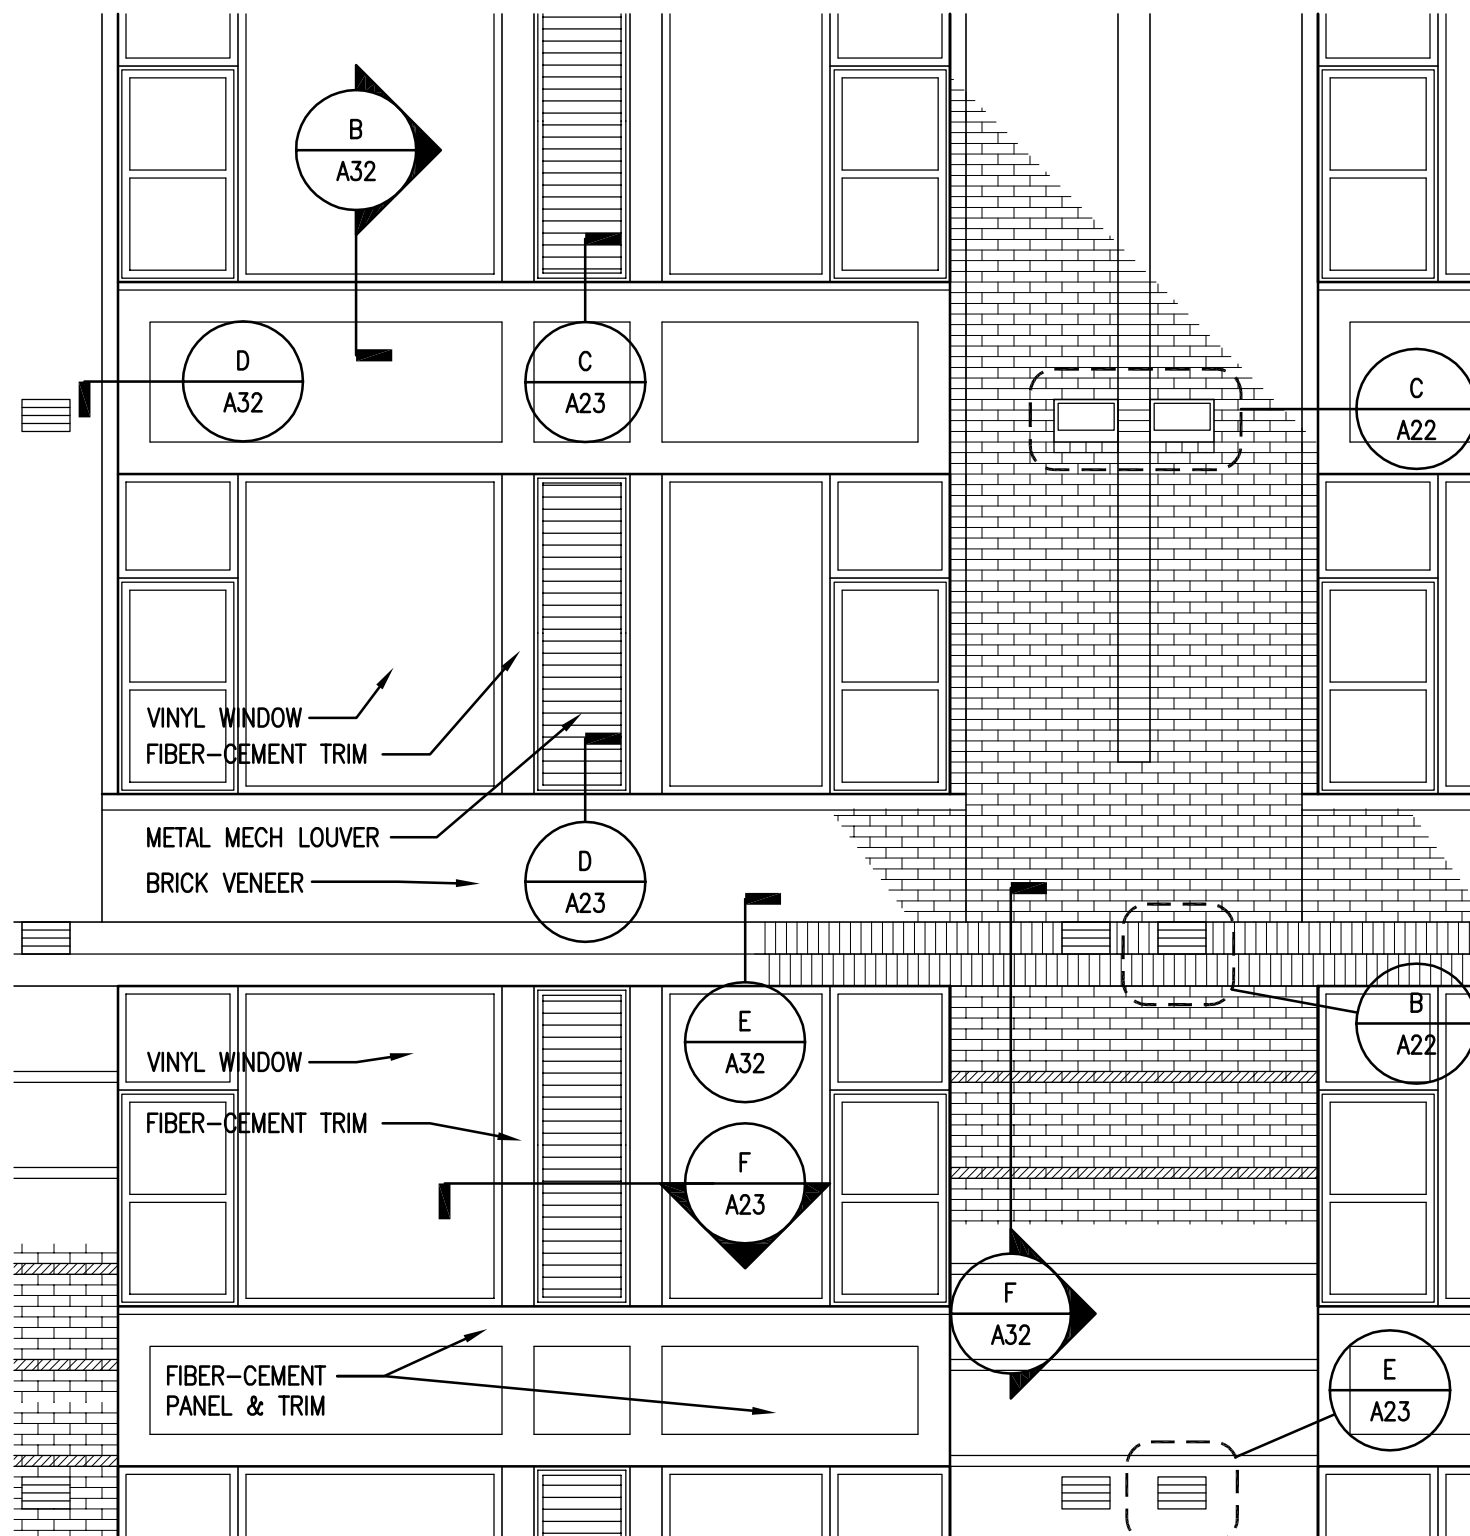 B
A32
D
A32
C
A23
C
A22
VINYL WINDOW
FIBER-CEMENT TRIM
METAL MECH LOUVER
BRICK VENEER
D
A23
B
A22
E
A32
VINYL WINDOW
FIBER-CEMENT TRIM
F
A23
F
A32
FIBER-CEMENT
PANEL & TRIM
E
A23